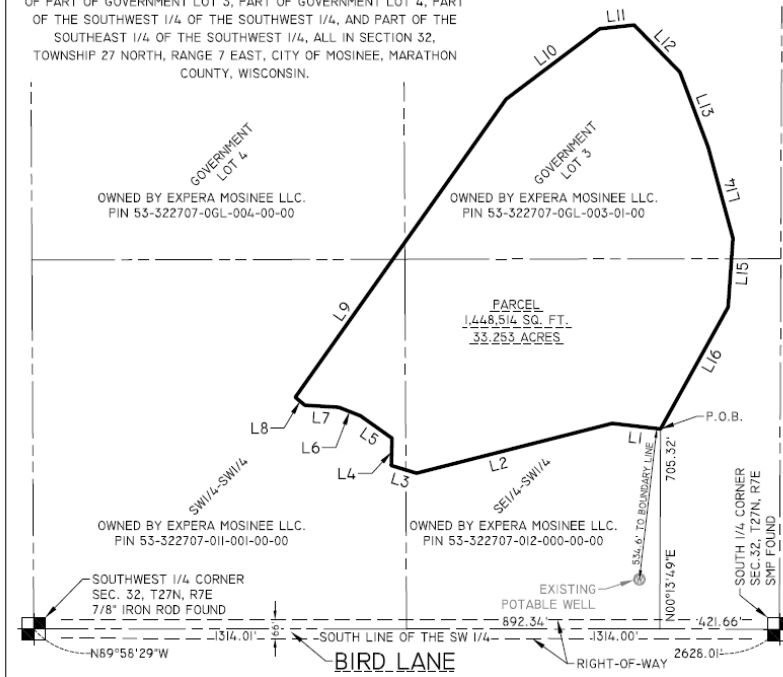 OF PART OF GOVERNMENT LOT 3, PART OF GOVERNMENT LOT 4, PART
OF THE SOUTHWEST 1/4 OF THE SOUTHWEST 1/4, AND PART OF THE
SOUTHEAST 1/4 OF THE SOUTHWEST 1/4, ALL IN SECTION 32,
TOWNSHIP 27 NORTH, RANGE 7 EAST, CITY OF MOSINEE, MARATHON
COUNTY, WISCONSIN.
L11
L10
L12
L13
GOVERNMENT
LOT 4
OWNED BY EXPERA MOSINEE LLC.
PIN 53-322707-0GL-004-00-00
GOVERNMENT
LOT 3
OWNED BY EXPERA MOSINEE LLC.
PIN 53-322707-0GL-003-01-00
L14
L15
L9
PARCEL
1,448,514 SQ. FT.
33.253 ACRES
L16
L8
L7
L6
L5
L4
L3
L2
L1
P.O.B.
705.32'
N00°13'49"E
534.6' TO BOUNDARY LINE
SW1/4-SW1/4
OWNED BY EXPERA MOSINEE LLC.
PIN 53-322707-011-001-00-00
SE1/4-SW1/4
OWNED BY EXPERA MOSINEE LLC.
PIN 53-322707-012-000-00-00
SOUTH 1/4 CORNER
SEC.32, T27N, R7E
SMP FOUND
SOUTHWEST 1/4 CORNER
SEC. 32, T27N, R7E
7/8" IRON ROD FOUND
EXISTING
POTABLE WELL
892.34'
421.66'
66'
1314.01'
SOUTH LINE OF THE SW 1/4
1314.00'
N89°58'29"W
BIRD LANE
RIGHT-OF-WAY
2628.01'